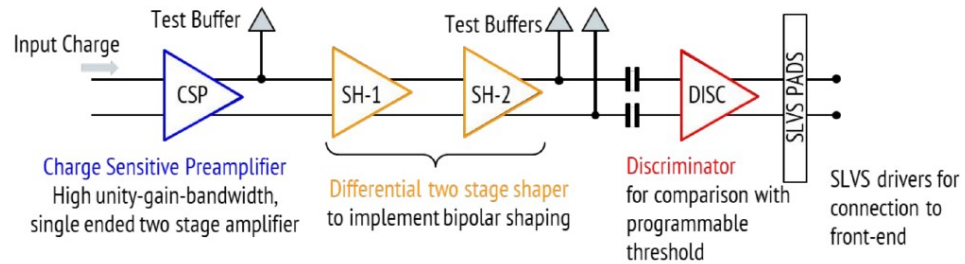 Test Buffer
Test Buffers
Input Charge
CSP
SH-1
SH-2
DISC
SLVS PADS
Charge Sensitive Preamplifier
High unity-gain-bandwidth,
single ended two stage amplifier
Differential two stage shaper
to implement bipolar shaping
Discriminator
for comparison with
programmable
threshold
SLVS drivers for
connection to
front-end